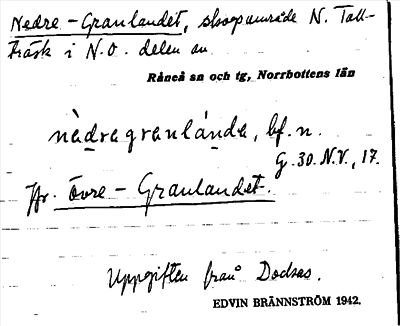 Nedre-Granlandet, skogsområde N. Tall-
träsk i N.O. delen av
Råneå sn och tg, Norrbottens län
nèdregranlánde, bf. n.
G. 30. N.V., 17.
Jfr. Övre-Granlandet.
Uppgiften från Dodsas.
EDVIN BRÄNNSTRÖM 1942.